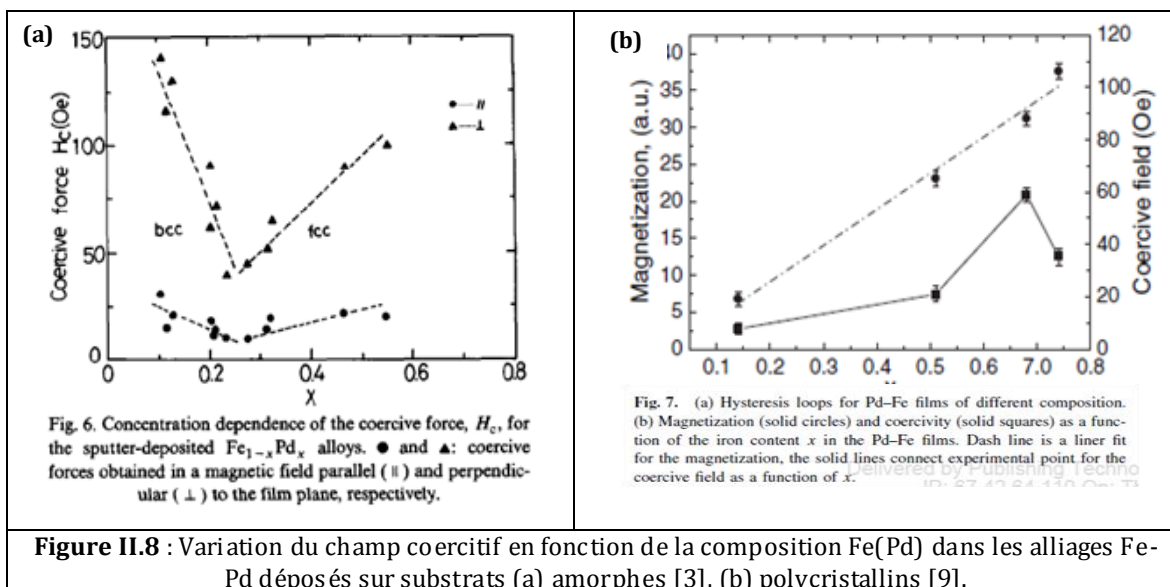 (a)
150
100
50
0
Coercive force Hc(Oe)
//
⊥
bcc
fcc
0 0.2 0.4 0.6 0.8
X
Fig. 6. Concentration dependence of the coercive force, Hc, for
the sputter-deposited Fe1−xPdx alloys. ● and ▲: coercive
forces obtained in a magnetic field parallel (∥) and perpendic-
ular (⊥) to the film plane, respectively.
(b)
40
35
30
25
20
15
10
5
0
Magnetization, (a.u.)
120
100
80
60
40
20
0
Coercive field (Oe)
0.1 0.2 0.3 0.4 0.5 0.6 7.0 0.8
Fig. 7. (a) Hysteresis loops for Pd–Fe films of different composition.
(b) Magnetization (solid circles) and coercivity (solid squares) as a func-
tion of the iron content x in the Pd–Fe films. Dash line is a liner fit
for the magnetization, the solid lines connect experimental point for the
coercive field as a function of x.
Delivered by Publishing Techno
Figure II.8 : Variation du champ coercitif en fonction de la composition Fe(Pd) dans les alliages Fe-
Pd déposés sur substrats (a) amorphes [3], (b) polycristallins [9].